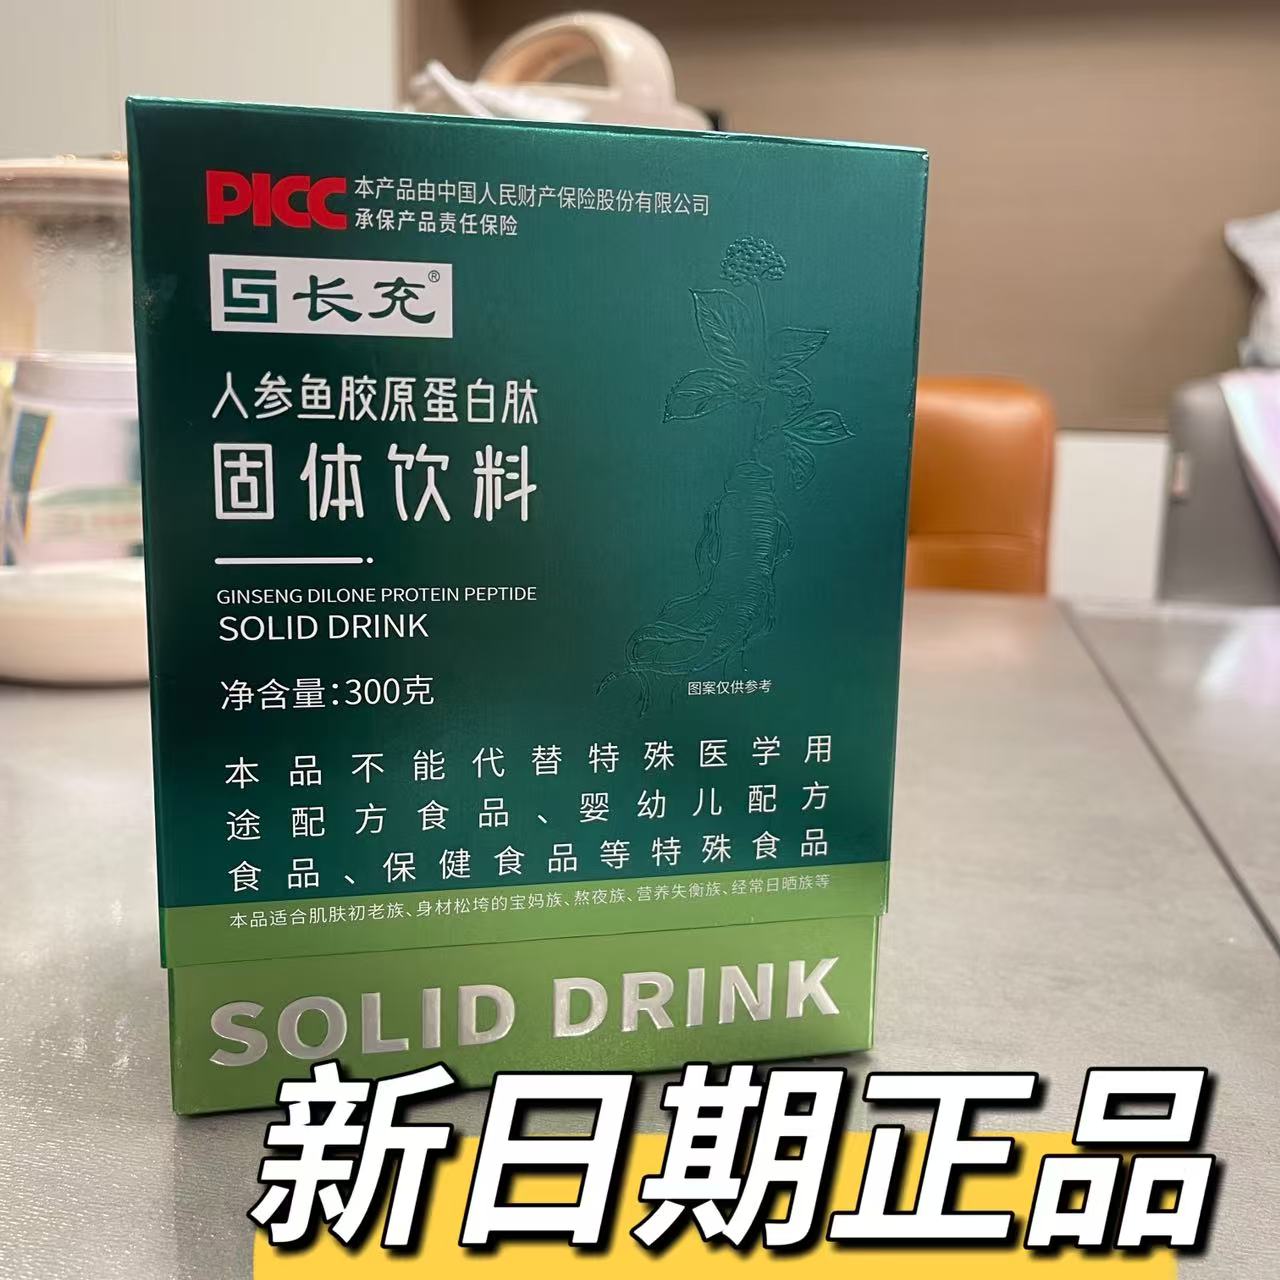 PICC 本产品由中国人民财产保险股份有限公司
承保产品责任保险
长充®
人参鱼胶原蛋白肽
固体饮料
GINSENG DILONE PROTEIN PEPTIDE
SOLID DRINK
净含量:300克
图案仅供参考
本品不能代替特殊医学用
途配方食品、婴幼儿配方
食品、保健食品等特殊食品
本品适合肌肤初老族、身材松垮的宝妈族、熬夜族、营养失衡族、经常日晒族等
SOLID DRINK
新日期正品